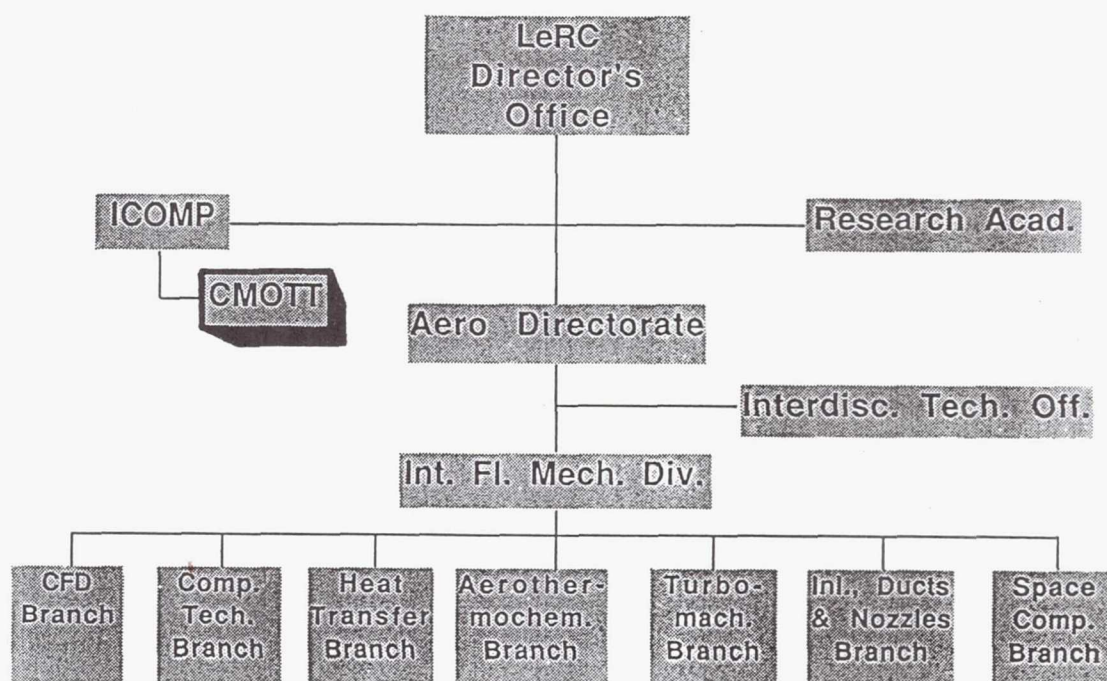 LeRC
Director's
Office
ICOMP
Research Acad.
CMOTT
Aero Directorate
Interdisc. Tech. Off.
Int. Fl. Mech. Div.
CFD
Branch
Comp.
Tech.
Branch
Heat
Transfer
Branch
Aerother-
mochem.
Branch
Turbo-
mach.
Branch
Inl., Ducts
& Nozzles
Branch
Space
Comp.
Branch